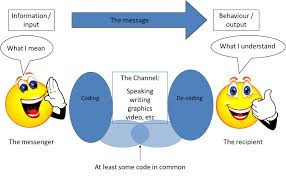 Information /
input
The message
Behaviour /
output
What I mean
What I understand
The Channel:
Speaking
writing
graphics
video, etc
Coding
De-coding
The messenger
The recipient
At least some code in common